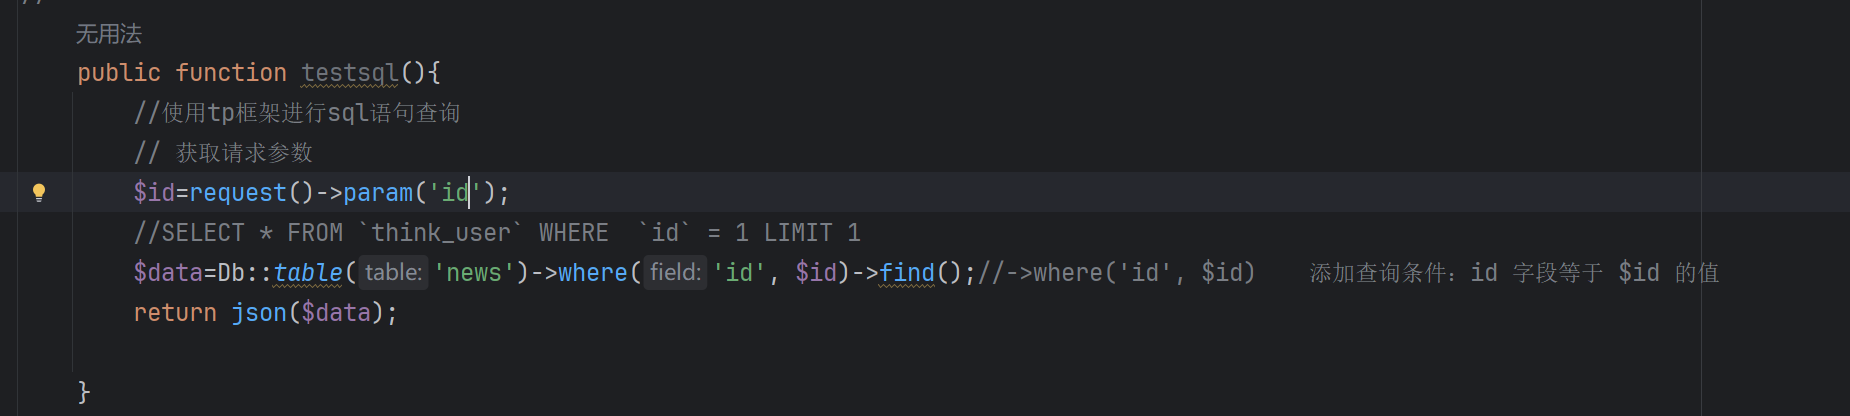 //
无用法
public function testsql(){
//使用tp框架进行sql语句查询
// 获取请求参数
$id=request()->param('id');
//SELECT * FROM `think_user` WHERE  `id` = 1 LIMIT 1
$data=Db::table( table: 'news')->where( field: 'id', $id)->find();//->where('id', $id)    添加查询条件：id 字段等于 $id 的值
return json($data);
}